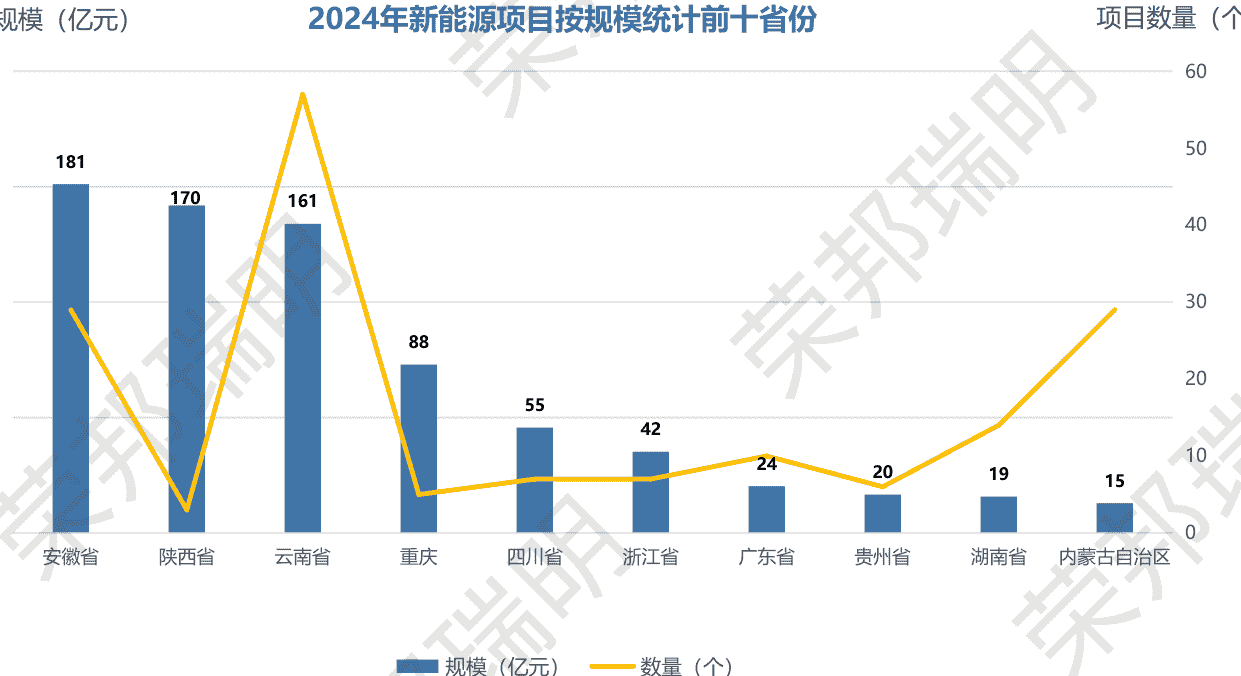 规模（亿元）
2024年新能源项目按规模统计前十省份
项目数量（个
60
50
40
30
20
10
0
181
170
161
88
55
42
24
20
19
15
安徽省 陕西省 云南省 重庆 四川省 浙江省 广东省 贵州省 湖南省 内蒙古自治区
规模（亿元） 数量（个）
荣邦瑞明
荣邦瑞明
荣邦瑞明